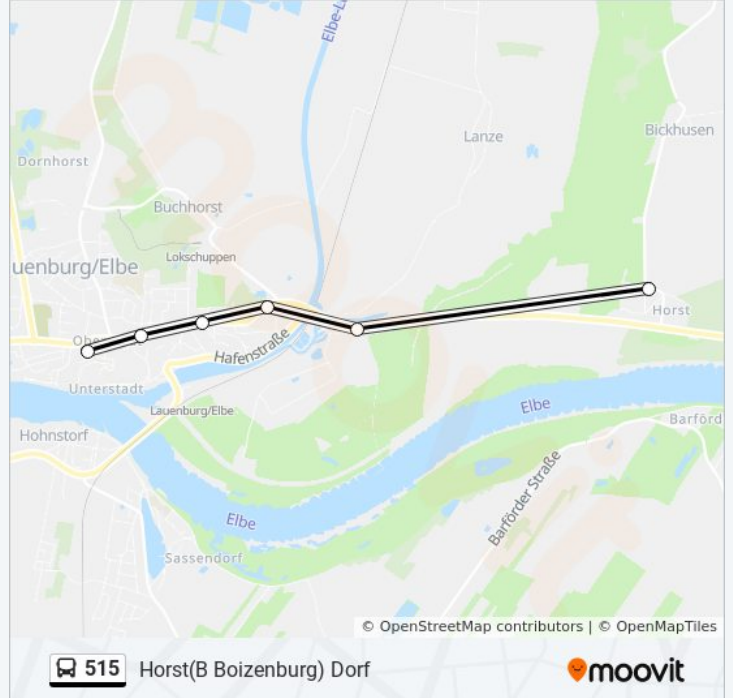 Elbe-L
Lanze
Bickhusen
Dornhorst
Buchhorst
Lokschuppen
uenburg/Elbe
Horst
Ober
Hafenstraße
Unterstadt
Elbe
Lauenburg/Elbe
Barförd
Hohnstorf
Barförder Straße
Elbe
Sassendorf
© OpenStreetMap contributors | © OpenMapTiles
515 Horst(B Boizenburg) Dorf
moovit